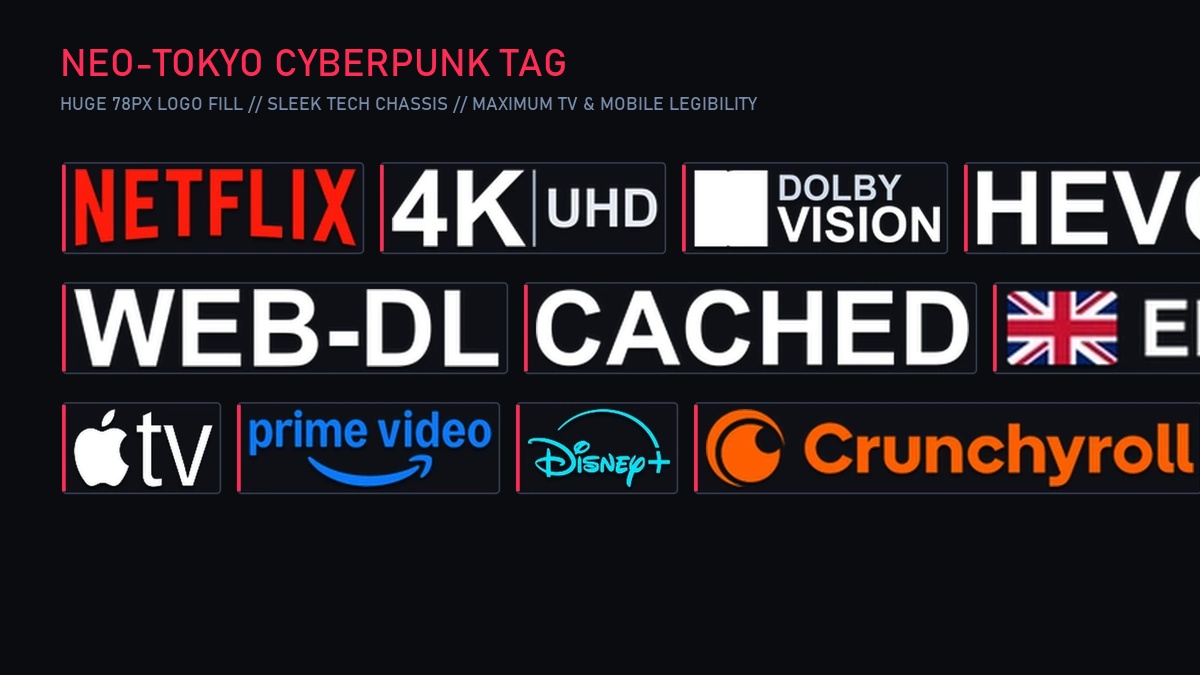 NEO-TOKYO CYBERPUNK TAG
HUGE 78PX LOGO FILL // SLEEK TECH CHASSIS // MAXIMUM TV & MOBILE LEGIBILITY
NETFLIX 4K UHD DOLBY VISION HEVC
WEB-DL CACHED
tv prime video Disney+ Crunchyroll